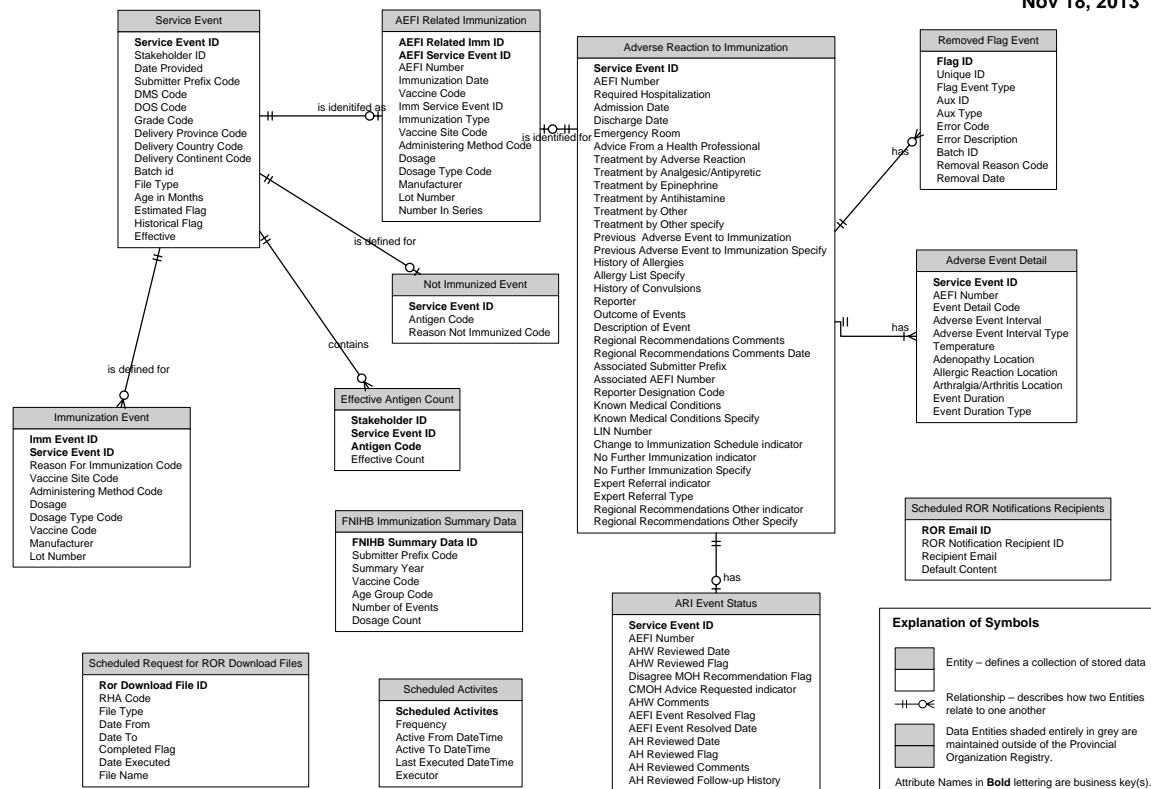 Nov 18, 2013
Service Event
Service Event ID
Stakeholder ID
Date Provided
Submitter Prefix Code
DMS Code
DOS Code
Grade Code
Delivery Province Code
Delivery Country Code
Delivery Continent Code
Batch id
File Type
Age in Months
Estimated Flag
Historical Flag
Effective
AEFI Related Immunization
AEFI Related Imm ID
AEFI Service Event ID
AEFI Number
Immunization Date
Vaccine Code
Imm Service Event ID
Immunization Type
Vaccine Site Code
Administering Method Code
Dosage
Dosage Type Code
Manufacturer
Lot Number
Number In Series
is idenitifed as
is identified for
Adverse Reaction to Immunization
Service Event ID
AEFI Number
Required Hospitalization
Admission Date
Discharge Date
Emergency Room
Advice From a Health Professional
Treatment by Adverse Reaction
Treatment by Analgesic/Antipyretic
Treatment by Epinephrine
Treatment by Antihistamine
Treatment by Other
Treatment by Other specify
Previous Adverse Event to Immunization
Previous Adverse Event to Immunization Specify
History of Allergies
Allergy List Specify
History of Convulsions
Reporter
Outcome of Events
Description of Event
Regional Recommendations Comments
Regional Recommendations Comments Date
Associated Submitter Prefix
Associated AEFI Number
Reporter Designation Code
Known Medical Conditions
Known Medical Conditions Specify
LIN Number
Change to Immunization Schedule indicator
No Further Immunization indicator
No Further Immunization Specify
Expert Referral indicator
Expert Referral Type
Regional Recommendations Other indicator
Regional Recommendations Other Specify
Removed Flag Event
Flag ID
Unique ID
Flag Event Type
Aux ID
Aux Type
Error Code
Error Description
Batch ID
Removal Reason Code
Removal Date
has
Adverse Event Detail
Service Event ID
AEFI Number
Event Detail Code
Adverse Event Interval
Adverse Event Interval Type
Temperature
Adenopathy Location
Allergic Reaction Location
Arthralgia/Arthritis Location
Event Duration
Event Duration Type
has
is defined for
Not Immunized Event
Service Event ID
Antigen Code
Reason Not Immunized Code
contains
Effective Antigen Count
Stakeholder ID
Service Event ID
Antigen Code
Effective Count
is defined for
Immunization Event
Imm Event ID
Service Event ID
Reason For Immunization Code
Vaccine Site Code
Administering Method Code
Dosage
Dosage Type Code
Vaccine Code
Manufacturer
Lot Number
FNIHB Immunization Summary Data
FNIHB Summary Data ID
Submitter Prefix Code
Summary Year
Vaccine Code
Age Group Code
Number of Events
Dosage Count
Scheduled ROR Notifications Recipients
ROR Email ID
ROR Notification Recipient ID
Recipient Email
Default Content
has
ARI Event Status
Service Event ID
AEFI Number
AHW Reviewed Date
AHW Reviewed Flag
Disagree MOH Recommendation Flag
CMOH Advice Requested indicator
AHW Comments
AEFI Event Resolved Flag
AEFI Event Resolved Date
AH Reviewed Date
AH Reviewed Flag
AH Reviewed Comments
AH Reviewed Follow-up History
Scheduled Request for ROR Download Files
Ror Download File ID
RHA Code
File Type
Date From
Date To
Completed Flag
Date Executed
File Name
Scheduled Activites
Scheduled Activites
Frequency
Active From DateTime
Active To DateTime
Last Executed DateTime
Executor
Explanation of Symbols
Entity – defines a collection of stored data
Relationship – describes how two Entities
relate to one another
Data Entities shaded entirely in grey are
maintained outside of the Provincial
Organization Registry.
Attribute Names in Bold lettering are business key(s).